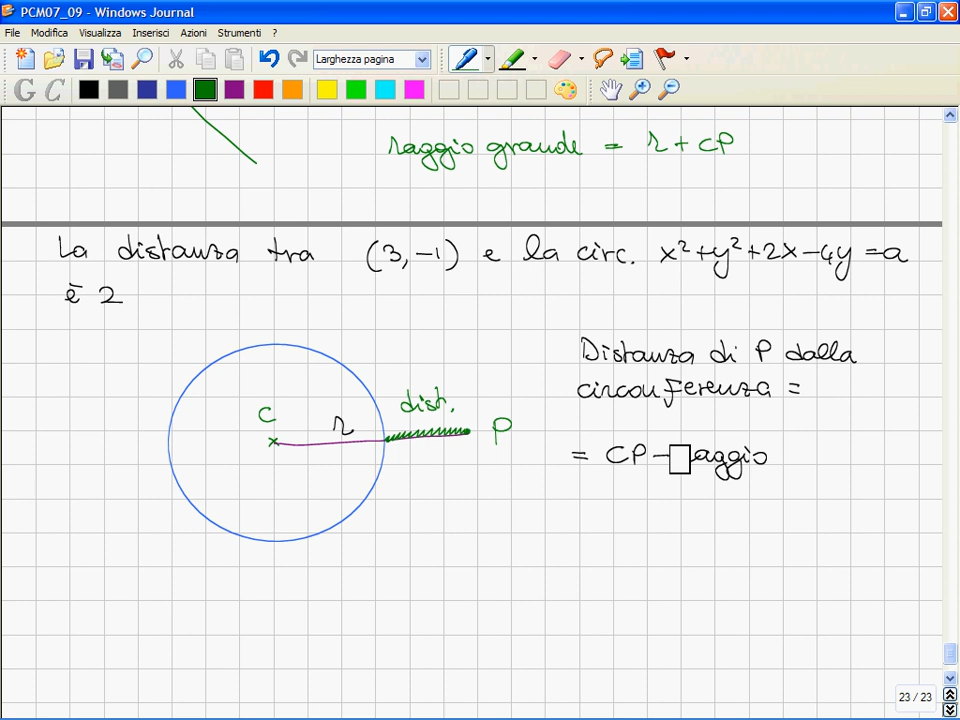 PCM07_09 - Windows Journal
File Modifica Visualizza Inserisci Azioni Strumenti ?
Larghezza pagina
raggio grande = r + CP
La distanza tra (3,-1) e la circ. x²+y²+2x-4y=a
è 2
Distanza di P dalla
circonferenza =
= CP - aggio
dist.
C
r
P
23 / 23